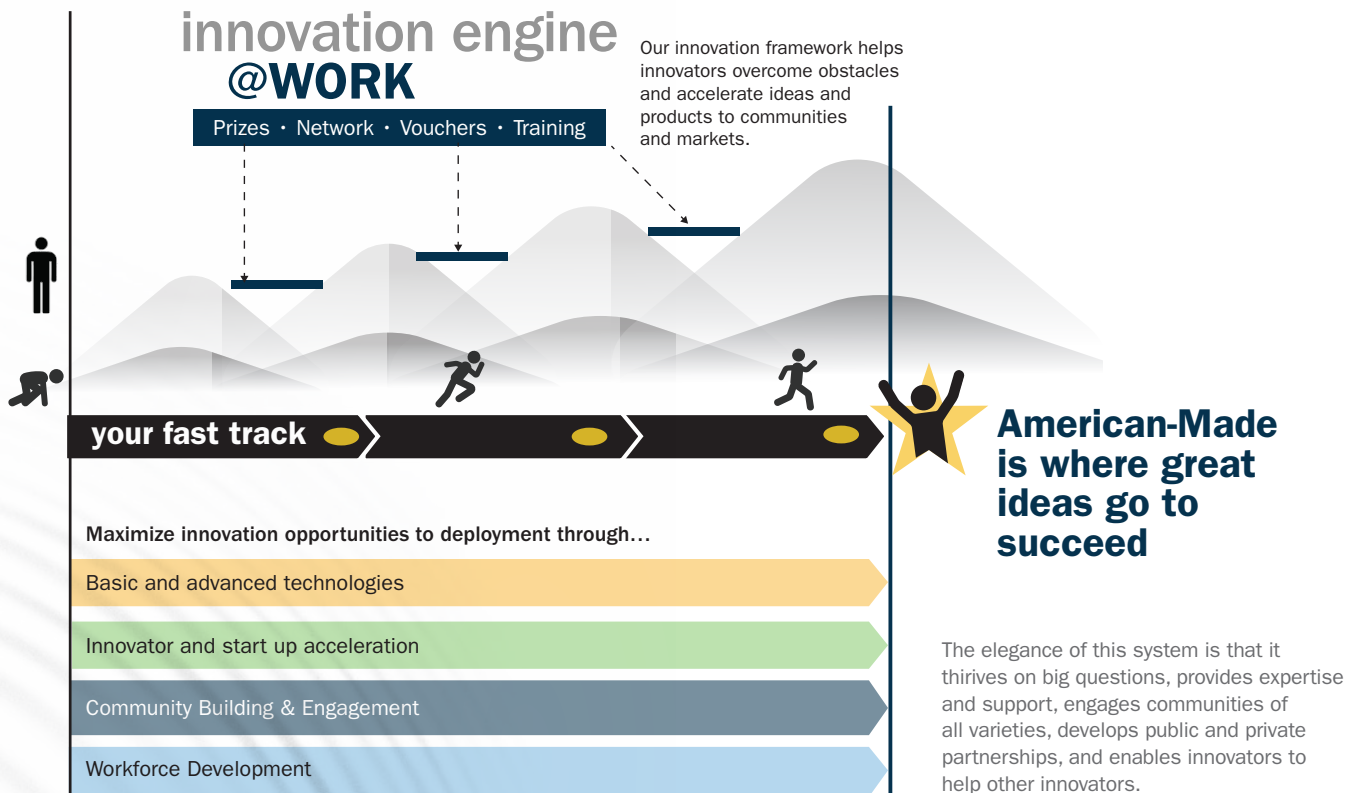 innovation engine
@WORK
Prizes • Network • Vouchers • Training
Our innovation framework helps
innovators overcome obstacles
and accelerate ideas and
products to communities
and markets.
your fast track
American-Made
is where great
ideas go to
succeed
Maximize innovation opportunities to deployment through…
Basic and advanced technologies
Innovator and start up acceleration
Community Building & Engagement
Workforce Development
The elegance of this system is that it
thrives on big questions, provides expertise
and support, engages communities of
all varieties, develops public and private
partnerships, and enables innovators to
help other innovators.